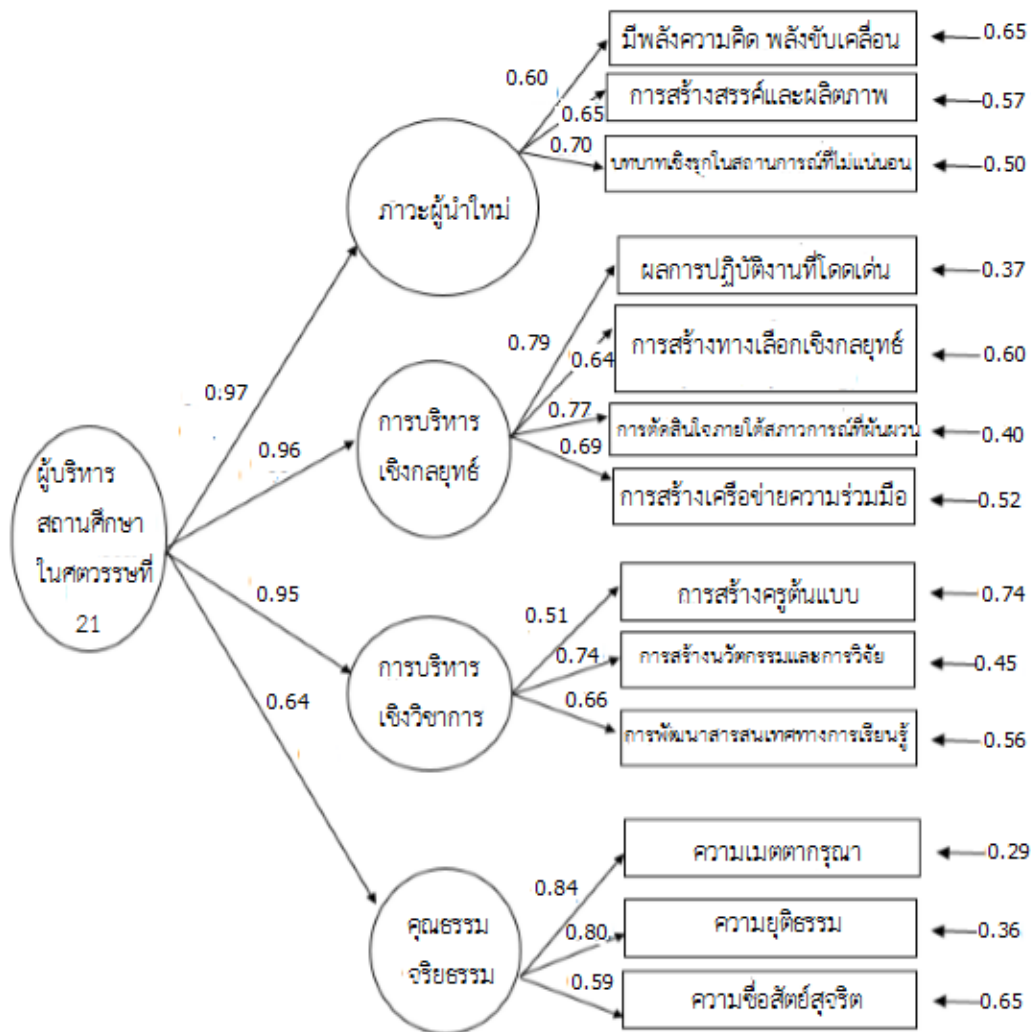 มีพลังความคิด พลังขับเคลื่อน
0.65
0.60
การสร้างสรรค์และผลิตภาพ
0.57
0.65
0.70
บทบาทเชิงรุกในสถานการณ์ที่ไม่แน่นอน
0.50
ภาวะผู้นำใหม่
ผลการปฏิบัติงานที่โดดเด่น
0.37
0.79
การสร้างทางเลือกเชิงกลยุทธ์
0.60
0.64
0.97
0.77
การตัดสินใจภายใต้สภาวการณ์ที่ผันผวน
0.40
การบริหาร
เชิงกลยุทธ์
0.69
0.96
การสร้างเครือข่ายความร่วมมือ
0.52
ผู้บริหาร
สถานศึกษา
ในศตวรรษที่
21
0.95
0.51
การสร้างครูต้นแบบ
0.74
0.74
การสร้างนวัตกรรมและการวิจัย
0.45
การบริหาร
เชิงวิชาการ
0.66
0.64
การพัฒนาสารสนเทศทางการเรียนรู้
0.56
ความเมตตากรุณา
0.29
0.84
คุณธรรม
จริยธรรม
0.80
ความยุติธรรม
0.36
0.59
ความซื่อสัตย์สุจริต
0.65